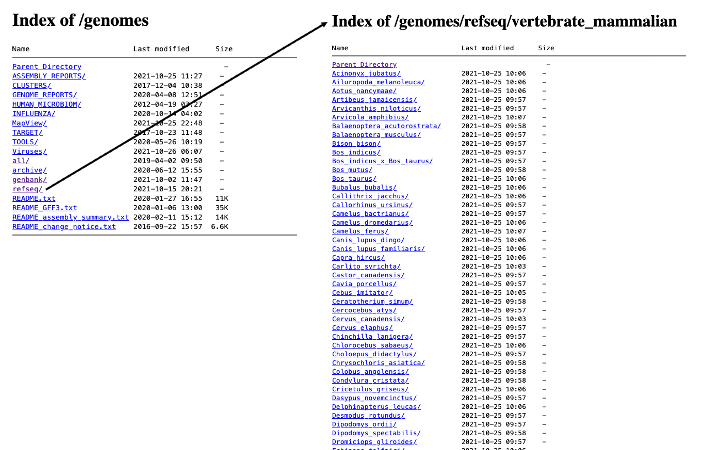 Index of /genomes
Name Last modified Size
Parent Directory -
ASSEMBLY_REPORTS/ 2021-10-25 11:27 -
CLUSTERS/ 2017-12-04 10:38 -
GENOME_REPORTS/ 2020-04-08 12:51 -
HUMAN_MICROBIOM/ 2012-04-19 03:27 -
INFLUENZA/ 2020-10-14 04:02 -
MapView/ 2021-10-25 22:48 -
TARGET/ 2017-10-23 11:48 -
TOOLS/ 2020-05-26 10:19 -
Viruses/ 2021-10-26 06:07 -
all/ 2019-04-02 09:50 -
archive/ 2020-06-12 15:55 -
genbank/ 2021-10-02 11:47 -
refseq/ 2021-10-15 20:21 -
README.txt 2020-01-27 16:55 11K
README_GFF3.txt 2020-01-06 13:00 35K
README_assembly_summary.txt 2020-02-11 15:12 14K
README_change_notice.txt 2016-09-22 15:57 6.6K
Index of /genomes/refseq/vertebrate_mammalian
Name Last modified Size
Parent Directory -
Acinonyx_jubatus/ 2021-10-25 10:06 -
Ailuropoda_melanoleuca/ 2021-10-25 10:06 -
Aotus_nancymaae/ 2021-10-25 10:06 -
Artibeus_jamaicensis/ 2021-10-25 09:57 -
Arvicanthis_niloticus/ 2021-10-25 09:57 -
Arvicola_amphibius/ 2021-10-25 10:07 -
Balaenoptera_acutorostrata/ 2021-10-25 09:58 -
Balaenoptera_musculus/ 2021-10-25 09:57 -
Bison_bison/ 2021-10-25 09:57 -
Bos_indicus/ 2021-10-25 09:57 -
Bos_indicus_x_Bos_taurus/ 2021-10-25 09:57 -
Bos_mutus/ 2021-10-25 09:58 -
Bos_taurus/ 2021-10-25 10:06 -
Bubalus_bubalis/ 2021-10-25 10:06 -
Callithrix_jacchus/ 2021-10-25 10:06 -
Callorhinus_ursinus/ 2021-10-25 09:57 -
Camelus_bactrianus/ 2021-10-25 09:57 -
Camelus_dromedarius/ 2021-10-25 10:06 -
Camelus_ferus/ 2021-10-25 10:07 -
Canis_lupus_dingo/ 2021-10-25 10:06 -
Canis_lupus_familiaris/ 2021-10-25 10:06 -
Capra_hircus/ 2021-10-25 10:06 -
Carlito_syrichta/ 2021-10-25 10:03 -
Castor_canadensis/ 2021-10-25 09:57 -
Cavia_porcellus/ 2021-10-25 09:57 -
Cebus_imitator/ 2021-10-25 10:05 -
Ceratotherium_simum/ 2021-10-25 09:58 -
Cercocebus_atys/ 2021-10-25 09:57 -
Cervus_canadensis/ 2021-10-25 10:03 -
Cervus_elaphus/ 2021-10-25 09:57 -
Chinchilla_lanigera/ 2021-10-25 09:57 -
Chlorocebus_sabaeus/ 2021-10-25 10:06 -
Choloepus_didactylus/ 2021-10-25 09:57 -
Chrysochloris_asiatica/ 2021-10-25 09:58 -
Colobus_angolensis/ 2021-10-25 09:58 -
Condylura_cristata/ 2021-10-25 09:58 -
Cricetulus_griseus/ 2021-10-25 10:06 -
Dasypus_novemcinctus/ 2021-10-25 09:57 -
Delphinapterus_leucas/ 2021-10-25 10:06 -
Desmodus_rotundus/ 2021-10-25 09:57 -
Dipodomys_ordii/ 2021-10-25 09:57 -
Dipodomys_spectabilis/ 2021-10-25 09:58 -
Dromiciops_gliroides/ 2021-10-25 09:57 -